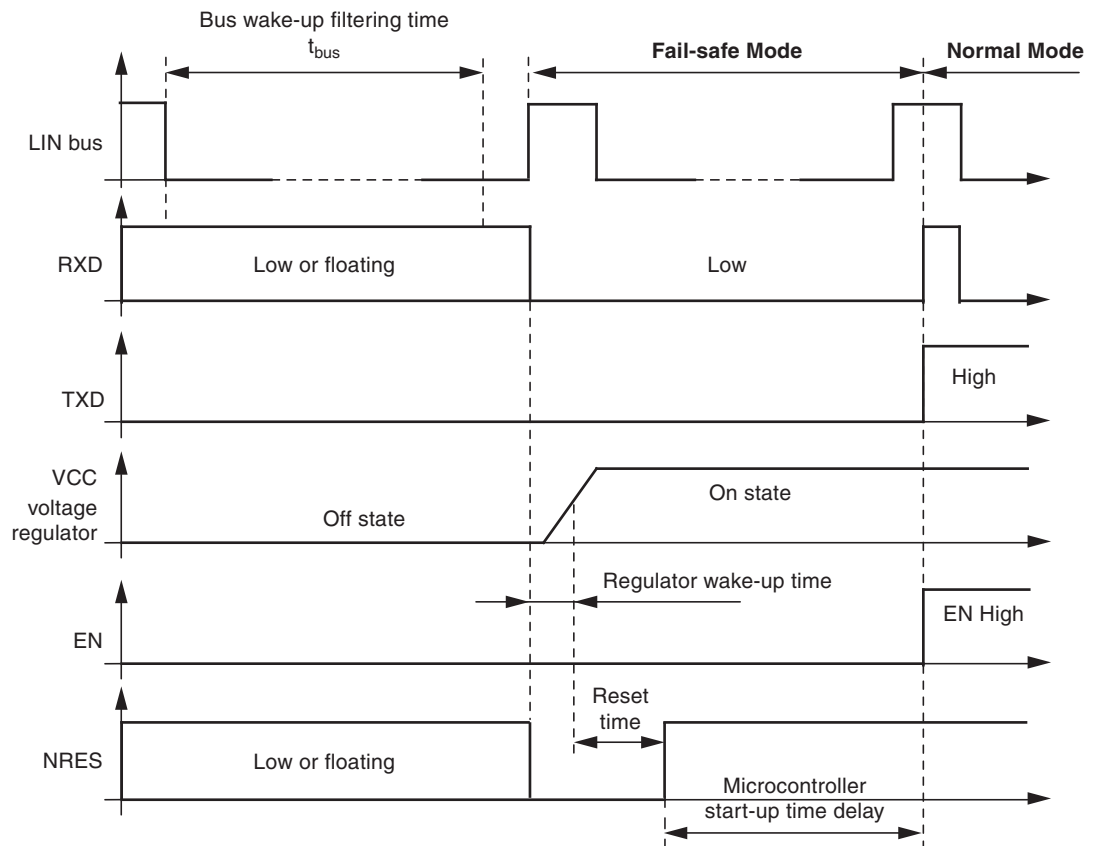 Bus wake-up filtering time
tbus
Fail-safe Mode
Normal Mode
LIN bus
RXD
Low or floating
Low
TXD
High
VCC
voltage
regulator
Off state
On state
Regulator wake-up time
EN
EN High
Reset
time
NRES
Low or floating
Microcontroller
start-up time delay